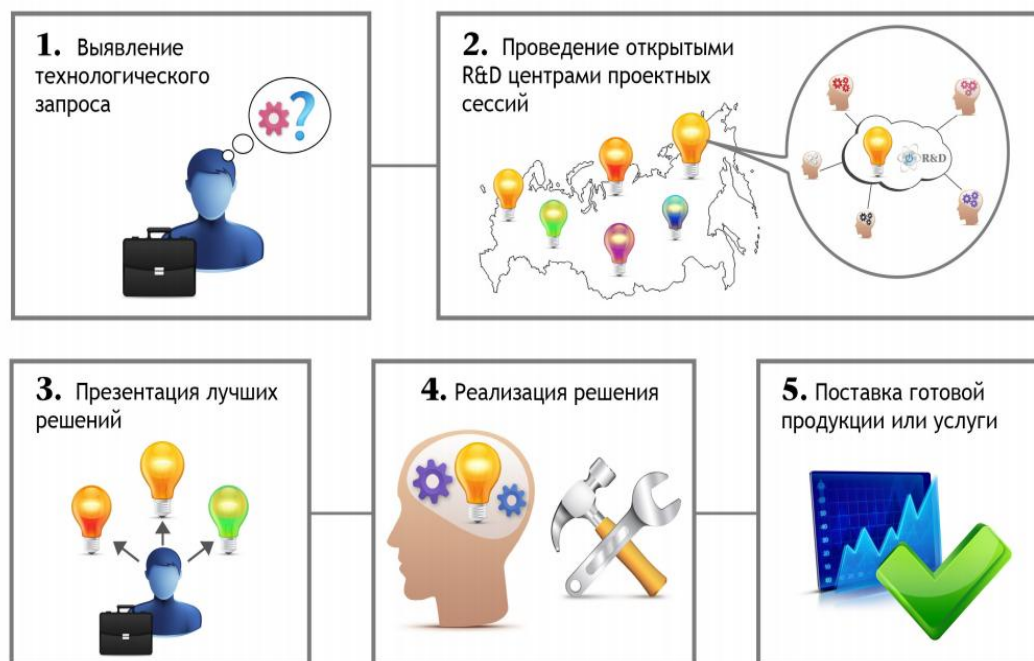 1. Выявление
технологического
запроса
2. Проведение открытыми
R&D центрами проектных
сессий
R&D
3. Презентация лучших
решений
4. Реализация решения
5. Поставка готовой
продукции или услуги